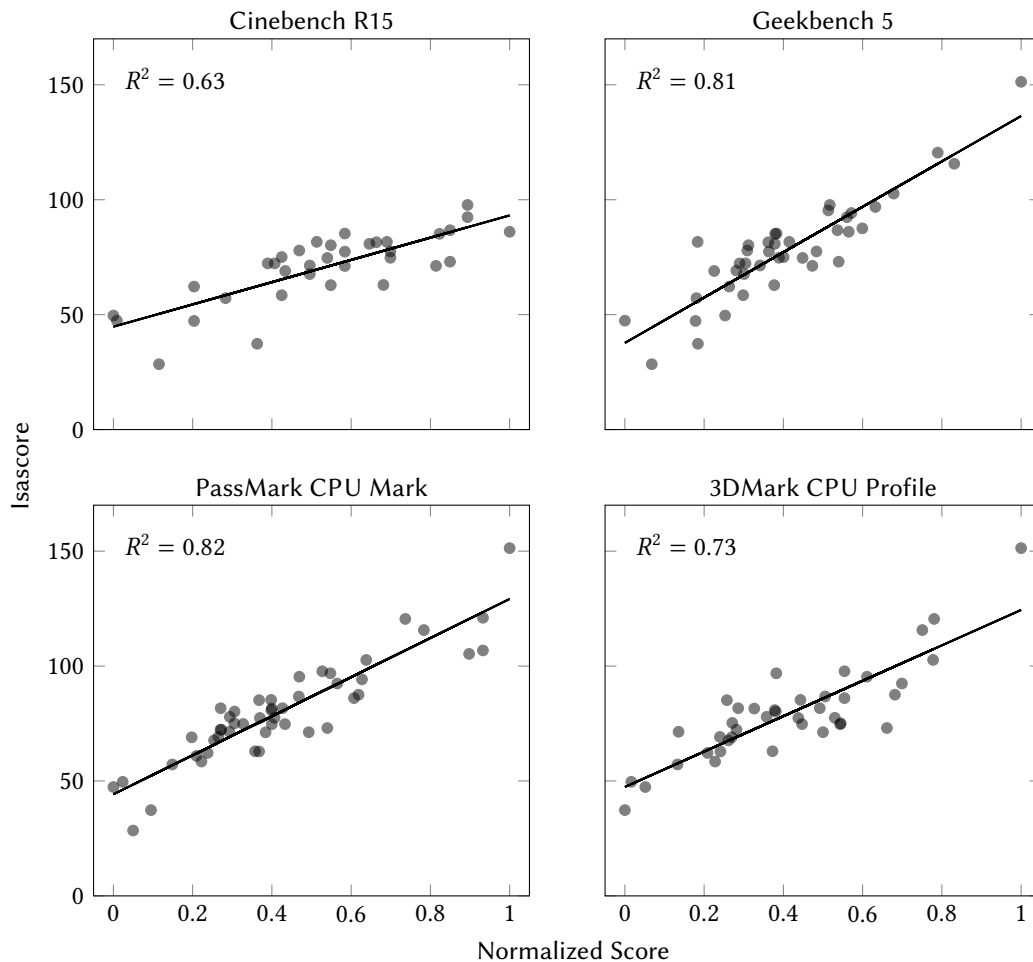 Cinebench R15
Geekbench 5
R² = 0.63
R² = 0.81
150
100
50
0
Isascore
PassMark CPU Mark
3DMark CPU Profile
R² = 0.82
R² = 0.73
150
100
50
0
0 0.2 0.4 0.6 0.8 1
0 0.2 0.4 0.6 0.8 1
Normalized Score